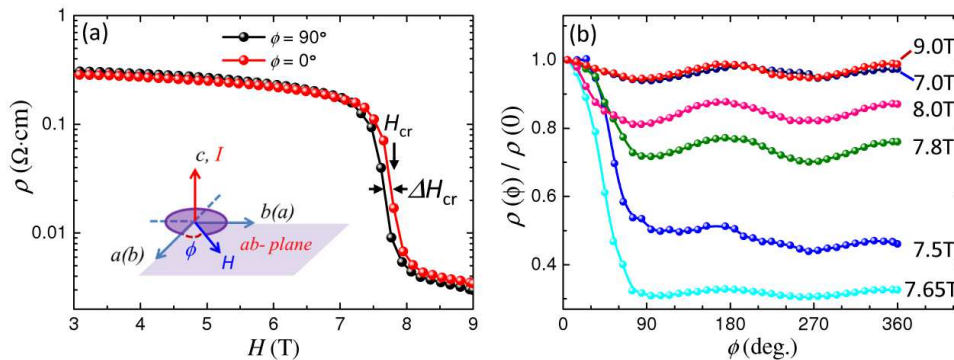 (a)
ϕ = 90°
ϕ = 0°
H_cr
ΔH_cr
c, I
b(a)
a(b)
ϕ
H
ab- plane
ρ (Ω·cm)
1
0.1
0.01
3 4 5 6 7 8 9
H (T)
(b)
9.0T
7.0T
8.0T
7.8T
7.5T
7.65T
ρ(ϕ) / ρ(0)
1.0
0.8
0.6
0.4
0 90 180 270 360
ϕ (deg.)